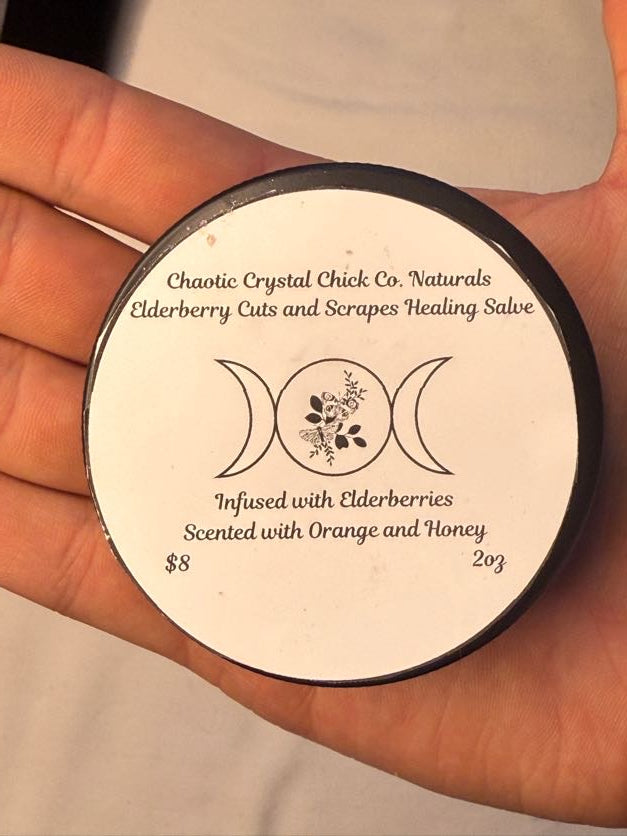 Chaotic Crystal Chick Co. Naturals
Elderberry Cuts and Scrapes Healing Salve
Infused with Elderberries
Scented with Orange and Honey
$8 2oz